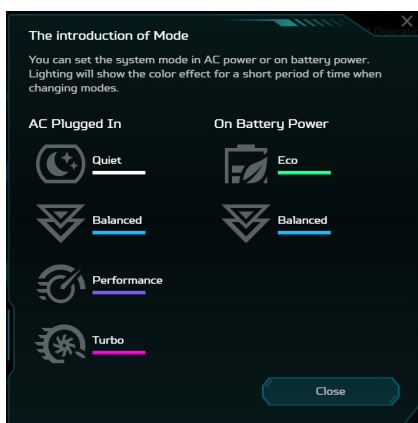 The introduction of Mode
You can set the system mode in AC power or on battery power.
Lighting will show the color effect for a short period of time when
changing modes.
AC Plugged In
On Battery Power
Quiet
Eco
Balanced
Balanced
Performance
Turbo
Close